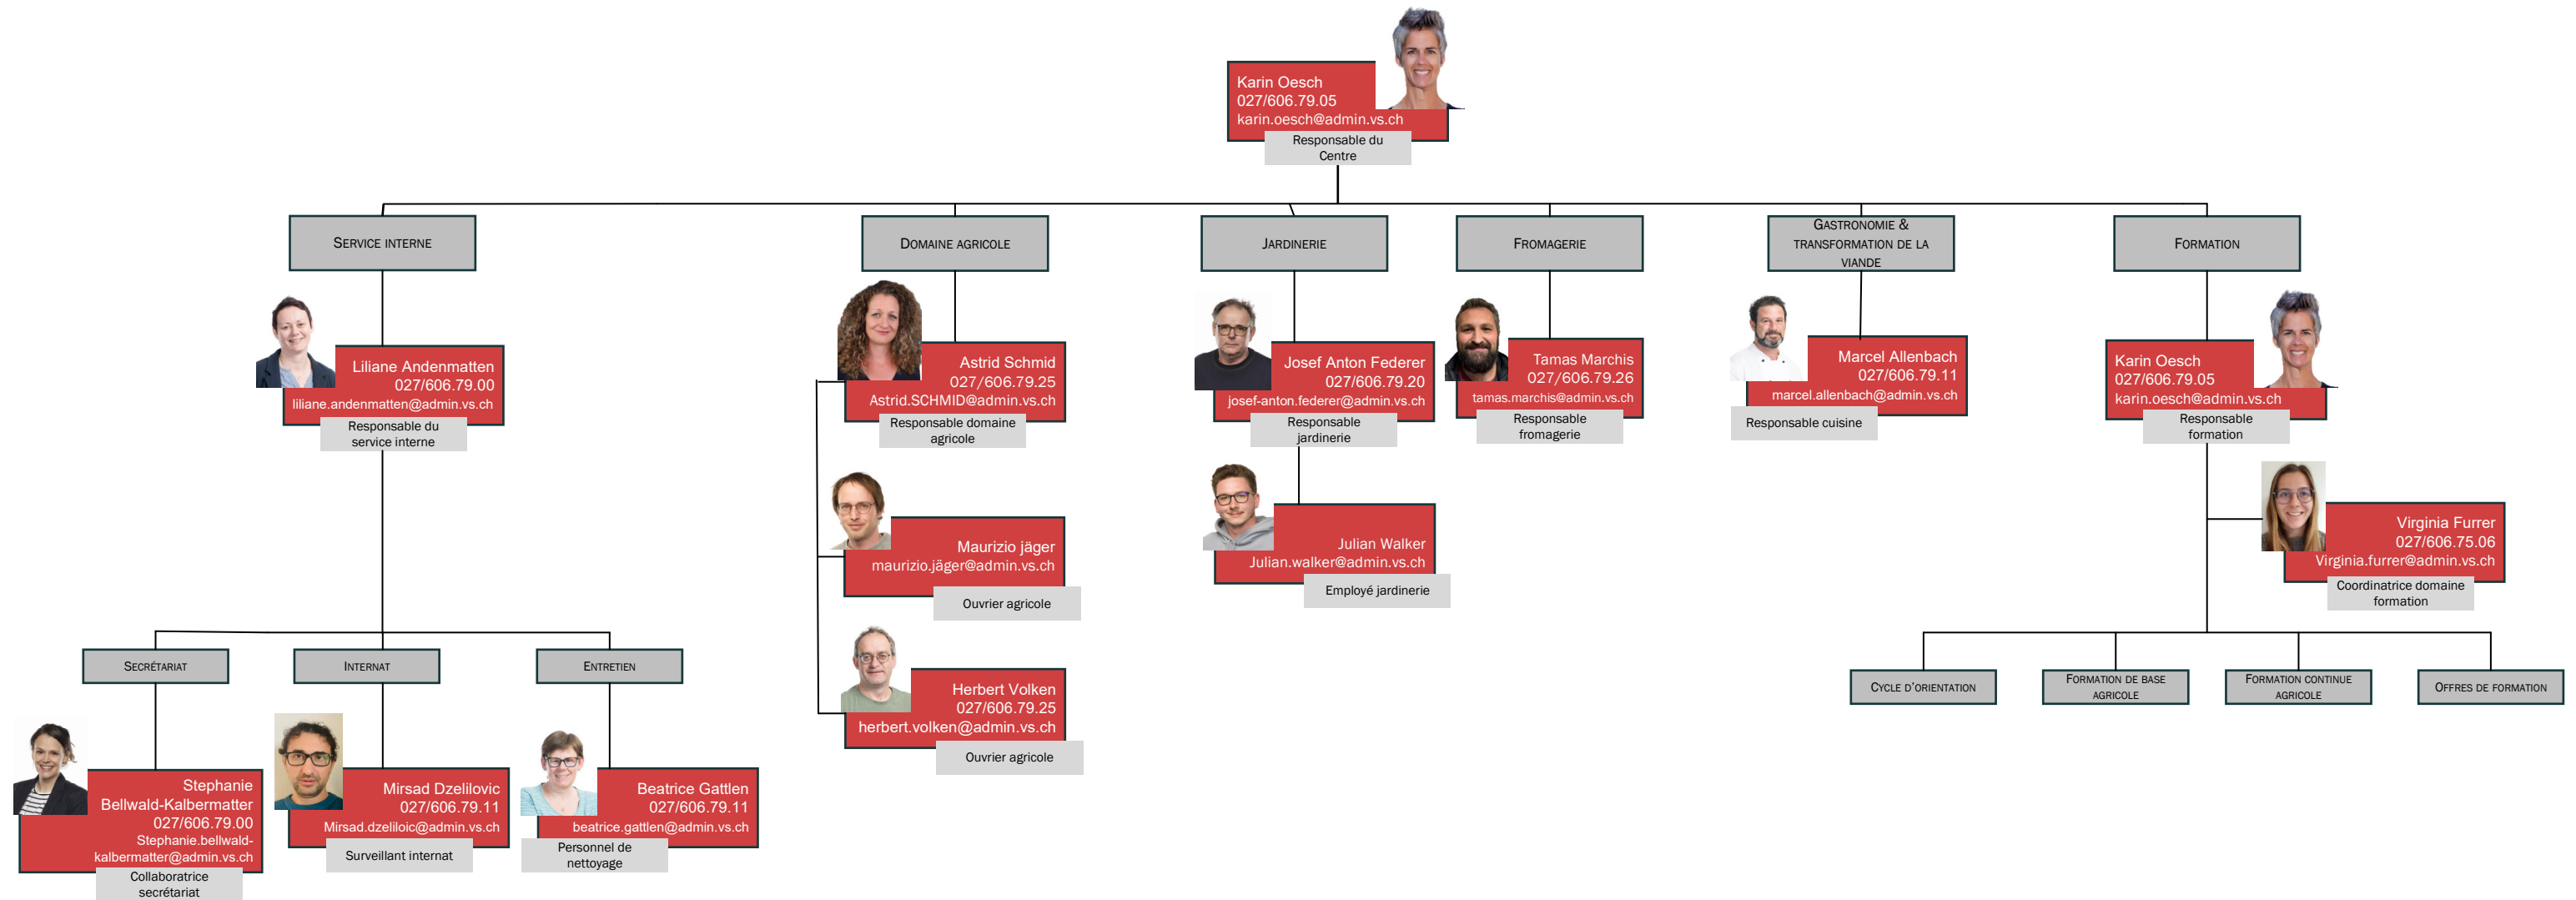 Karin Oesch
027/606.79.05
karin.oesch@admin.vs.ch
Responsable du
Centre
SERVICE INTERNE
DOMAINE AGRICOLE
JARDINERIE
FROMAGERIE
GASTRONOMIE &
TRANSFORMATION DE LA
VIANDE
FORMATION
Liliane Andenmatten
027/606.79.00
liliane.andenmatten@admin.vs.ch
Responsable du
service interne
Astrid Schmid
027/606.79.25
Astrid.SCHMID@admin.vs.ch
Responsable domaine
agricole
Josef Anton Federer
027/606.79.20
josef-anton.federer@admin.vs.ch
Responsable
jardinerie
Tamas Marchis
027/606.79.26
tamas.marchis@admin.vs.ch
Responsable
fromagerie
Marcel Allenbach
027/606.79.11
marcel.allenbach@admin.vs.ch
Responsable cuisine
Karin Oesch
027/606.79.05
karin.oesch@admin.vs.ch
Responsable
formation
Maurizio jäger
maurizio.jäger@admin.vs.ch
Ouvrier agricole
Julian Walker
Julian.walker@admin.vs.ch
Employé jardinerie
Virginia Furrer
027/606.75.06
Virginia.furrer@admin.vs.ch
Coordinatrice domaine
formation
Herbert Volken
027/606.79.25
herbert.volken@admin.vs.ch
Ouvrier agricole
SECRÉTARIAT
INTERNAT
ENTRETIEN
CYCLE D'ORIENTATION
FORMATION DE BASE
AGRICOLE
FORMATION CONTINUE
AGRICOLE
OFFRES DE FORMATION
Stephanie
Bellwald-Kalbermatter
027/606.79.00
Stephanie.bellwald-
kalbermatter@admin.vs.ch
Collaboratrice
secrétariat
Mirsad Dzelilovic
027/606.79.11
Mirsad.dzeliloic@admin.vs.ch
Surveillant internat
Beatrice Gattlen
027/606.79.11
beatrice.gattlen@admin.vs.ch
Personnel de
nettoyage